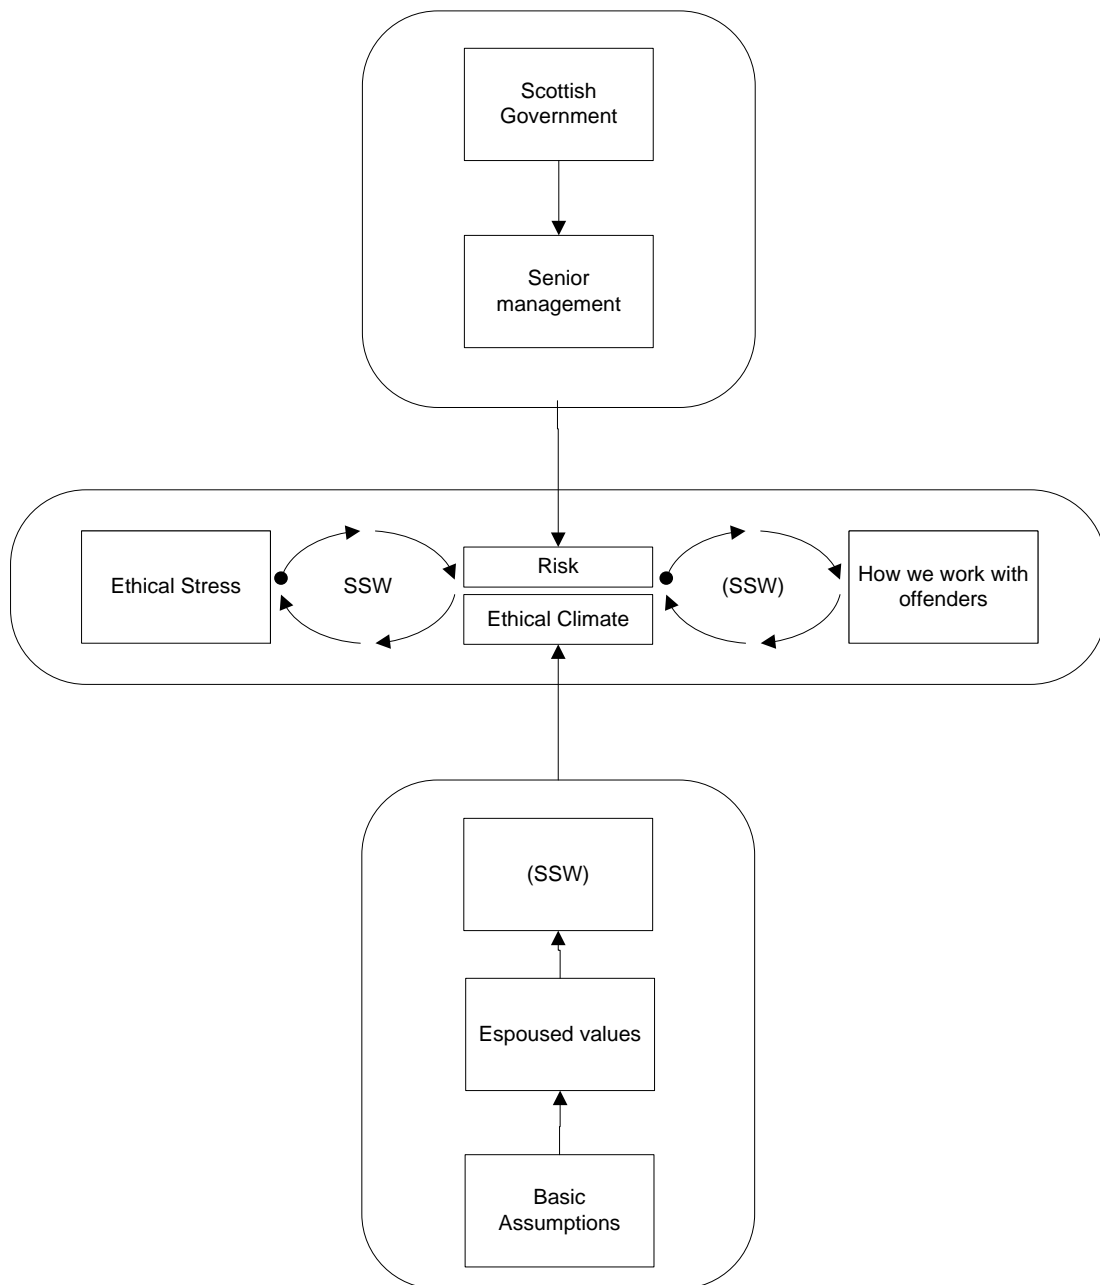 Scottish
Government
Senior
management
Ethical Stress
SSW
Risk
Ethical Climate
(SSW)
How we work with
offenders
(SSW)
Espoused values
Basic
Assumptions